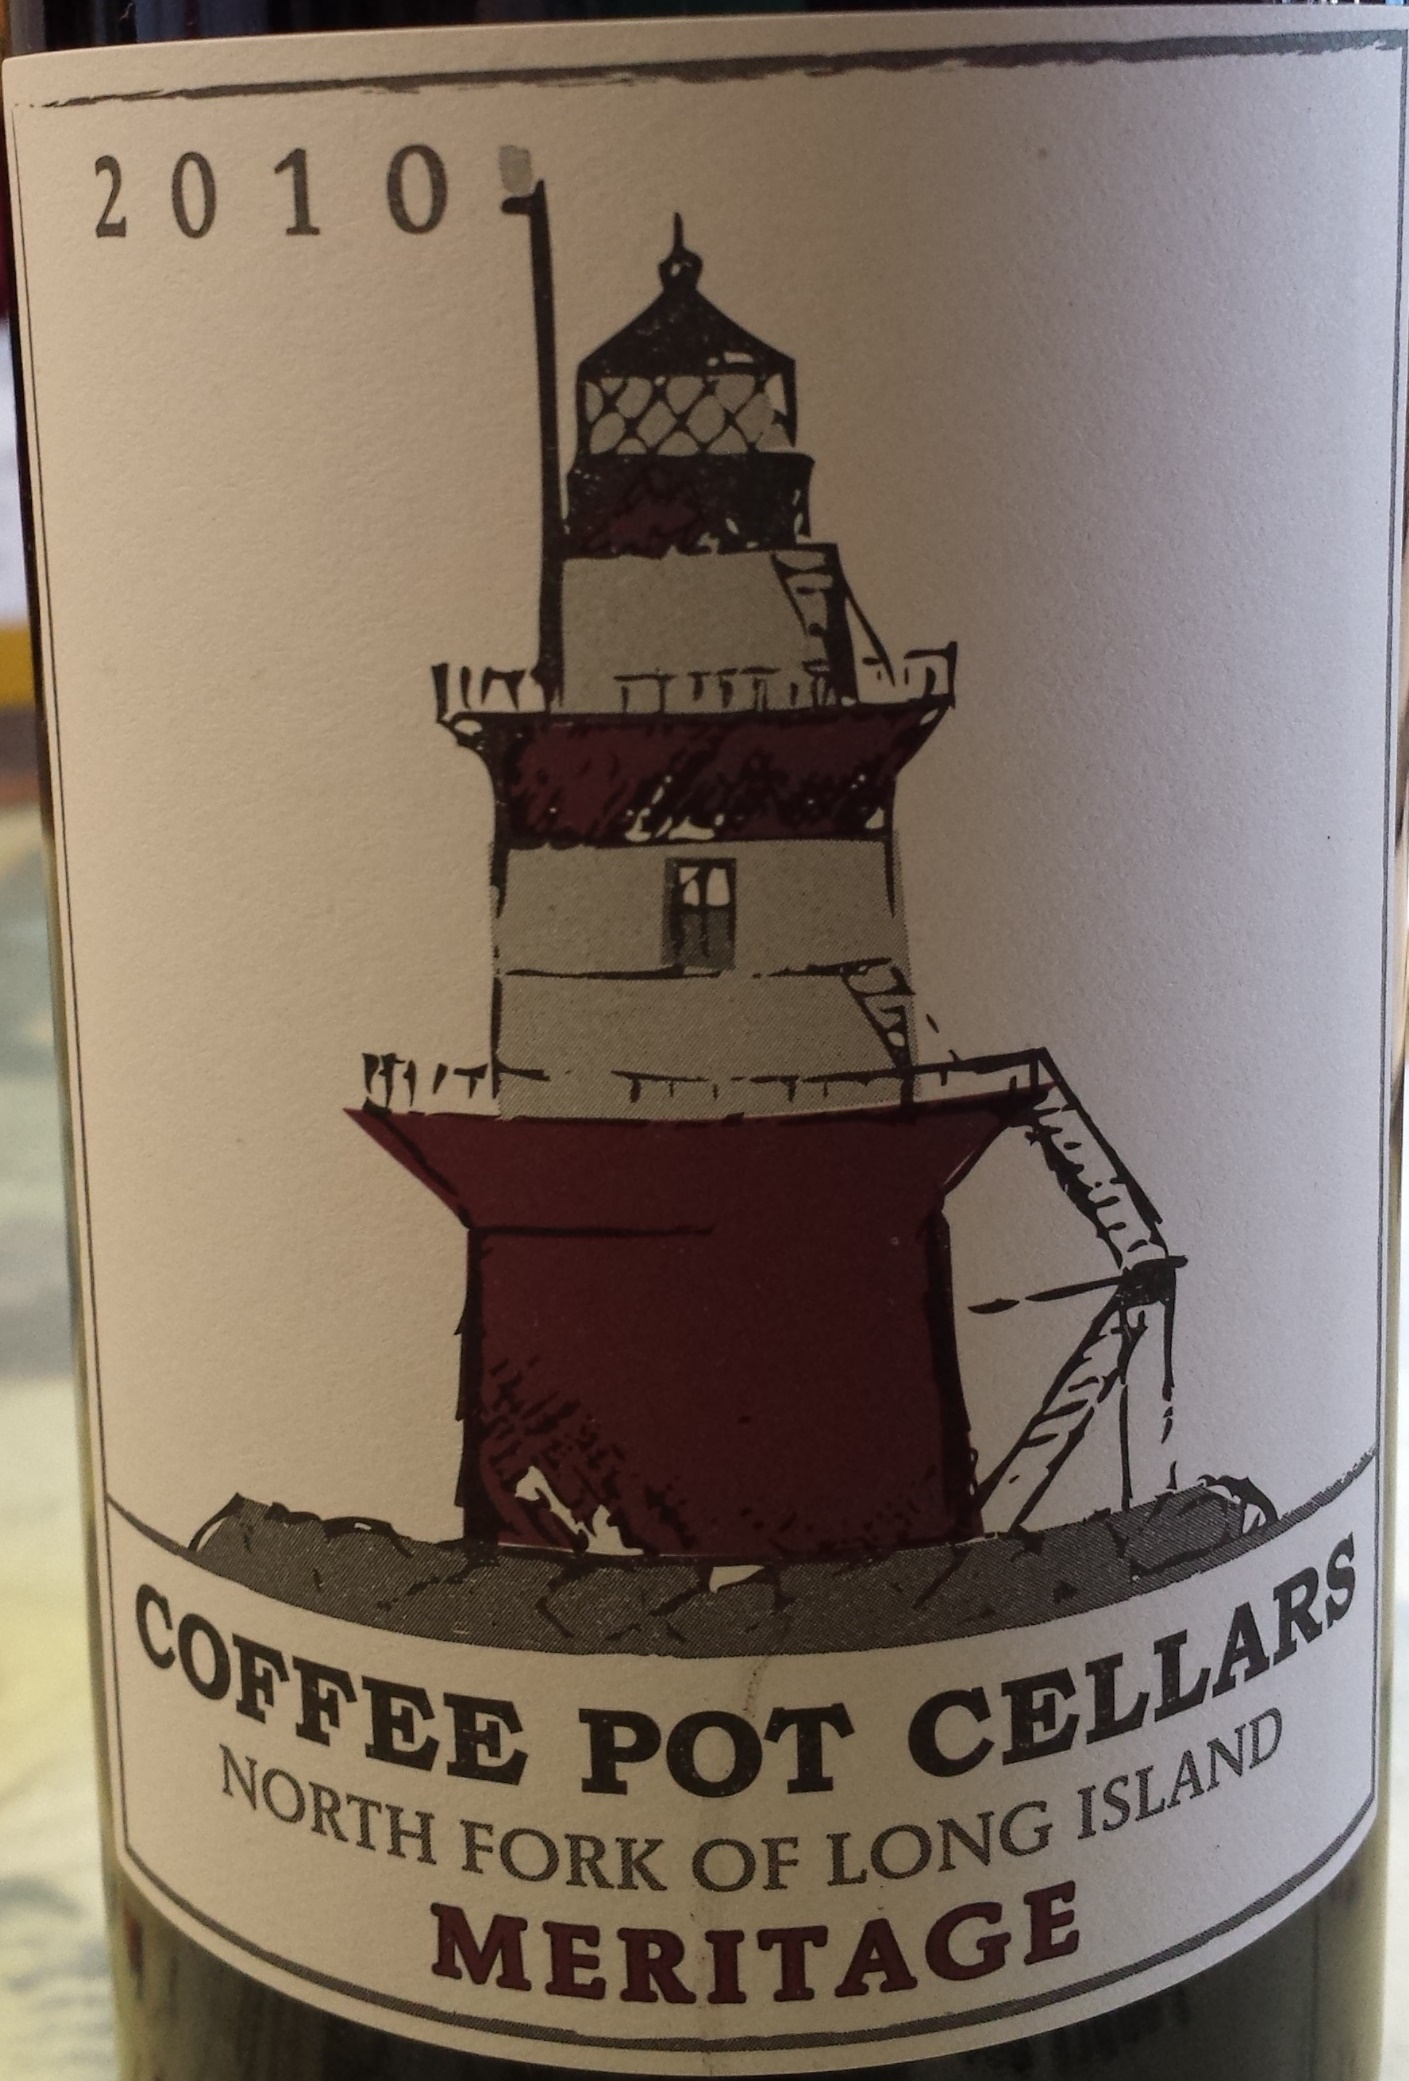 2010
COFFEE POT CELLARS
NORTH FORK OF LONG ISLAND
MERITAGE